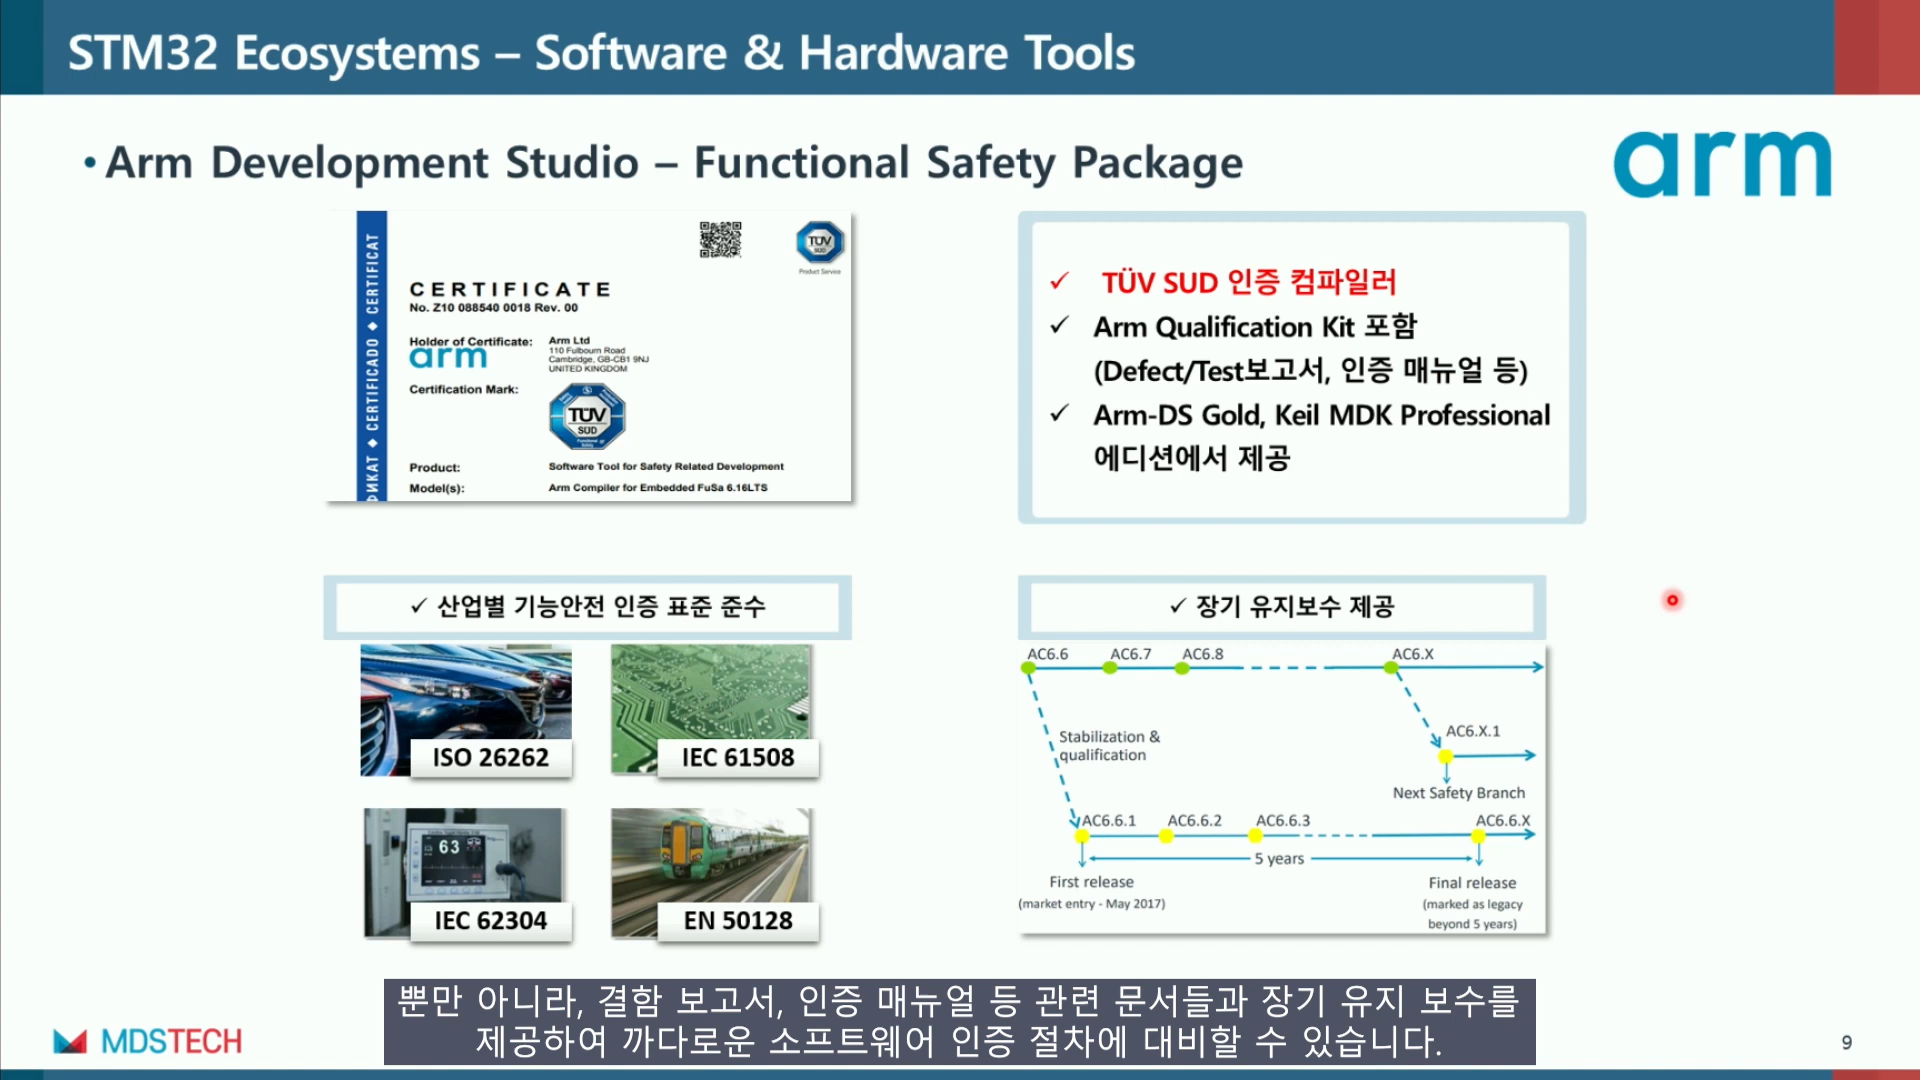 STM32 Ecosystems – Software & Hardware Tools
• Arm Development Studio – Functional Safety Package
arm
CERTIFICAT
CERTIFICADO ◆ CERTIFICAT
TÜV
SÜD
Product Service
CERTIFICATE
No. Z10 088540 0018 Rev. 00
Holder of Certificate:
arm
Arm Ltd
110 Fulbourn Road
Cambridge, GB-CB1 9NJ
UNITED KINGDOM
Certification Mark:
TÜV
SÜD
Product: Software Tool for Safety Related Development
Model(s): Arm Compiler for Embedded FuSa 6.16LTS
✓ TÜV SUD 인증 컴파일러
✓ Arm Qualification Kit 포함
(Defect/Test보고서, 인증 매뉴얼 등)
✓ Arm-DS Gold, Keil MDK Professional
에디션에서 제공
✓ 산업별 기능안전 인증 표준 준수
ISO 26262
IEC 61508
63
IEC 62304
EN 50128
✓ 장기 유지보수 제공
AC6.6 AC6.7 AC6.8 AC6.X
Stabilization &
qualification
AC6.X.1
Next Safety Branch
AC6.6.1 AC6.6.2 AC6.6.3 AC6.6.X
5 years
First release
(market entry - May 2017)
Final release
(marked as legacy
beyond 5 years)
뿐만 아니라, 결함 보고서, 인증 매뉴얼 등 관련 문서들과 장기 유지 보수를
제공하여 까다로운 소프트웨어 인증 절차에 대비할 수 있습니다.
MDSTECH
9